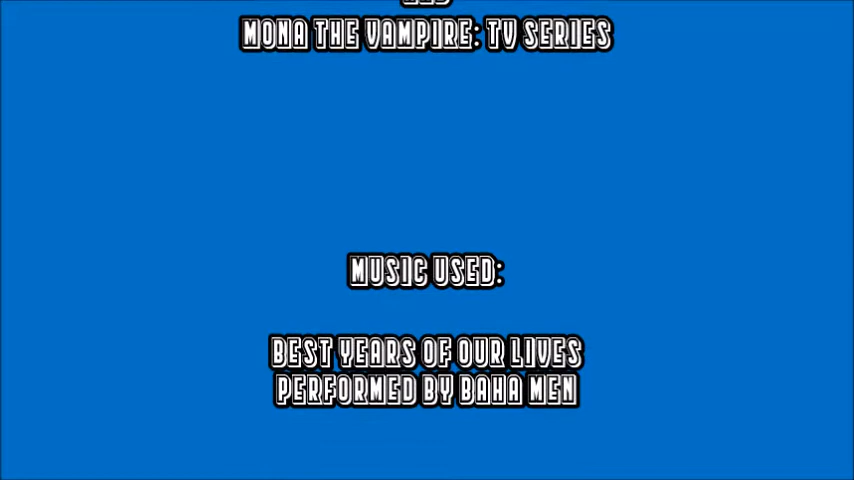 MONA THE VAMPIRE: TV SERIES
MUSIC USED:
BEST YEARS OF OUR LIVES
PERFORMED BY BAHA MEN